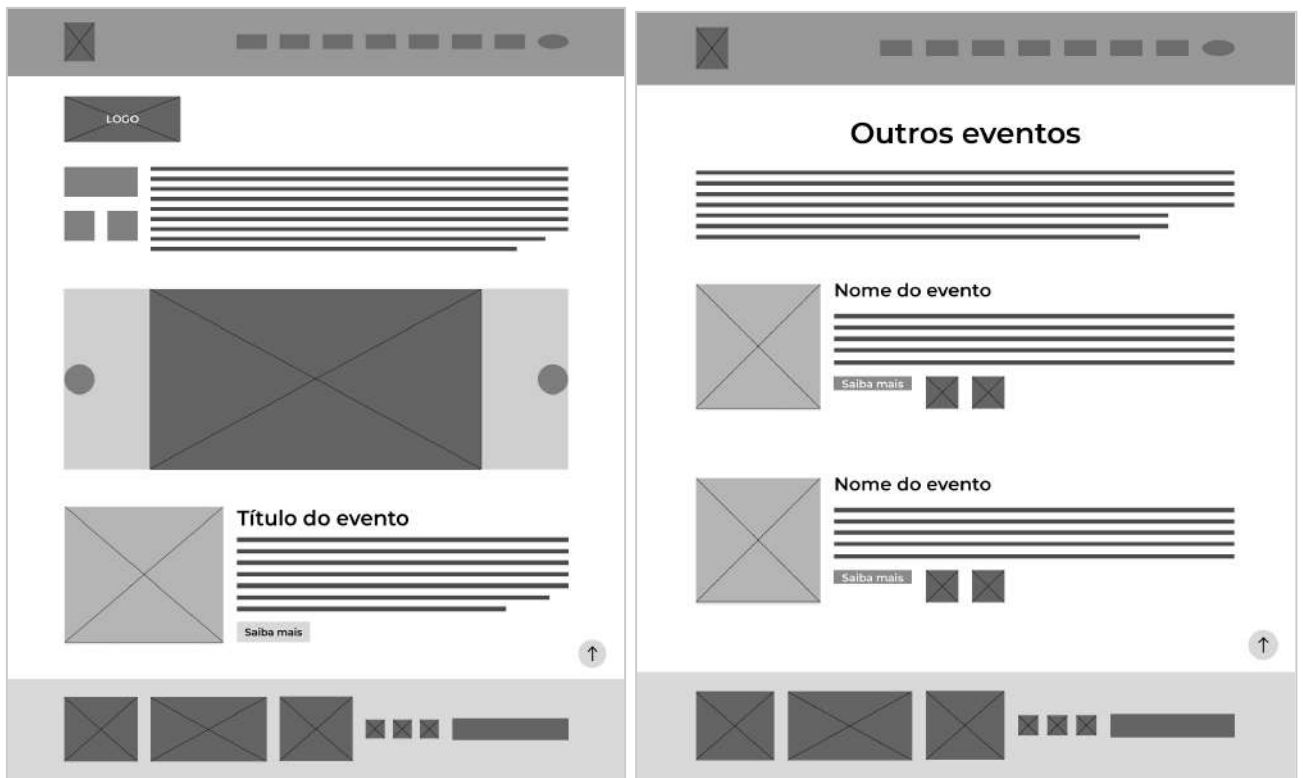 LOGO
Título do evento
Saiba mais
Outros eventos
Nome do evento
Saiba mais
Nome do evento
Saiba mais